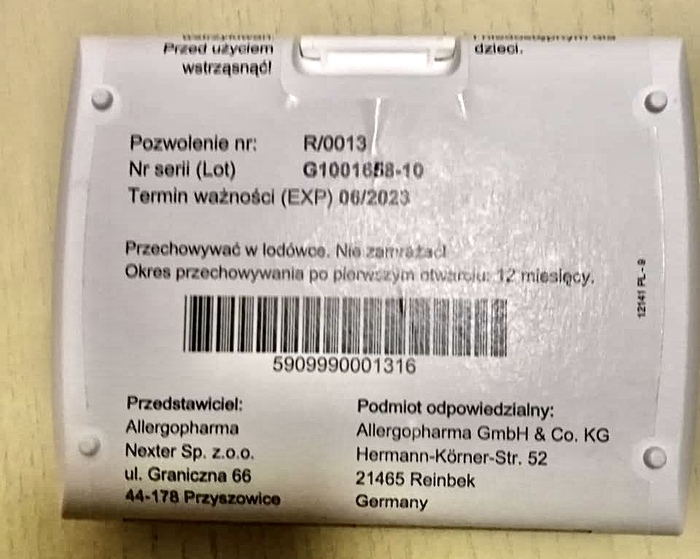 Przed użyciem
wstrząsnąć!
dzieci.
Pozwolenie nr: R/0013
Nr serii (Lot) G1001658-10
Termin ważności (EXP) 06/2023
Przechowywać w lodówce. Nie zamrażać!
Okres przechowywania po pierwszym otwarciu: 12 miesięcy.
12141 PL - 9
5909990001316
Przedstawiciel:
Allergopharma
Nexter Sp. z.o.o.
ul. Graniczna 66
44-178 Przyszowice
Podmiot odpowiedzialny:
Allergopharma GmbH & Co. KG
Hermann-Körner-Str. 52
21465 Reinbek
Germany